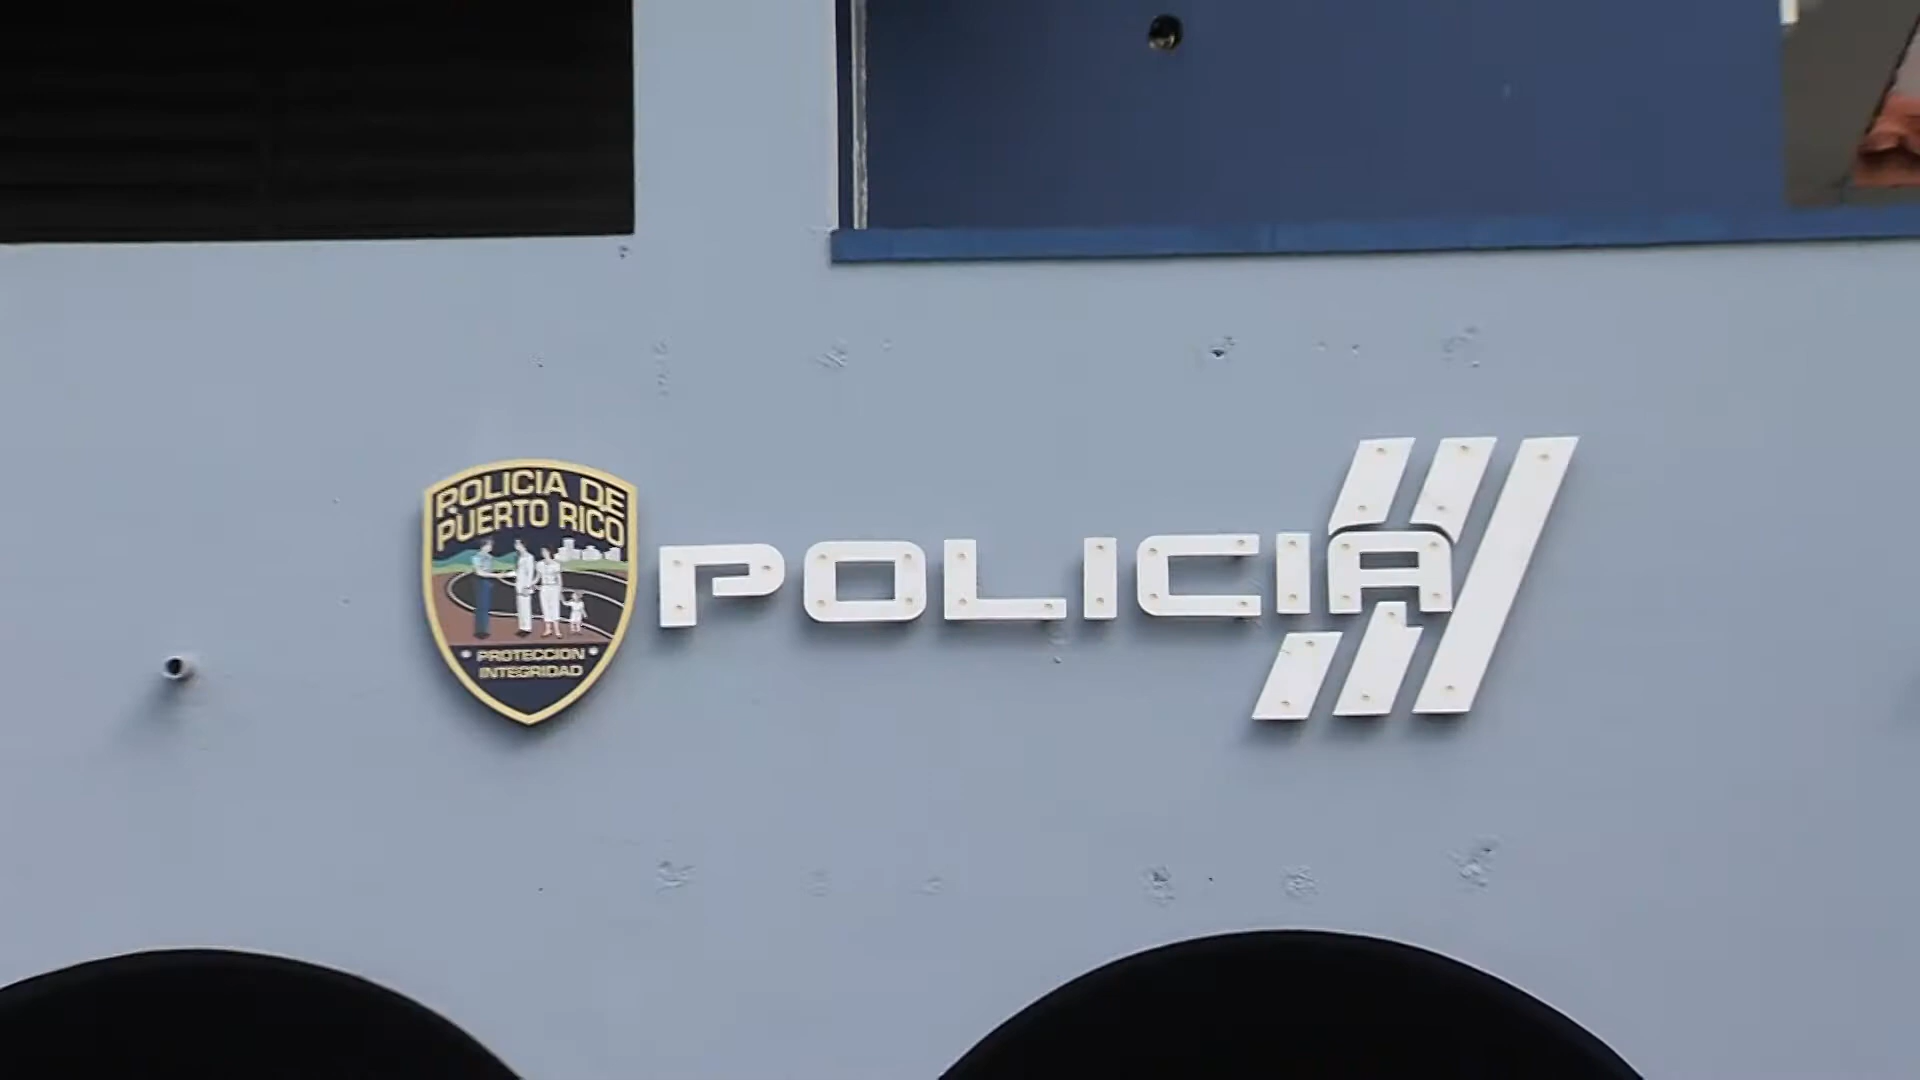 POLICIA DE
PUERTO RICO
PROTECCION
INTEGRIDAD
POLICIA